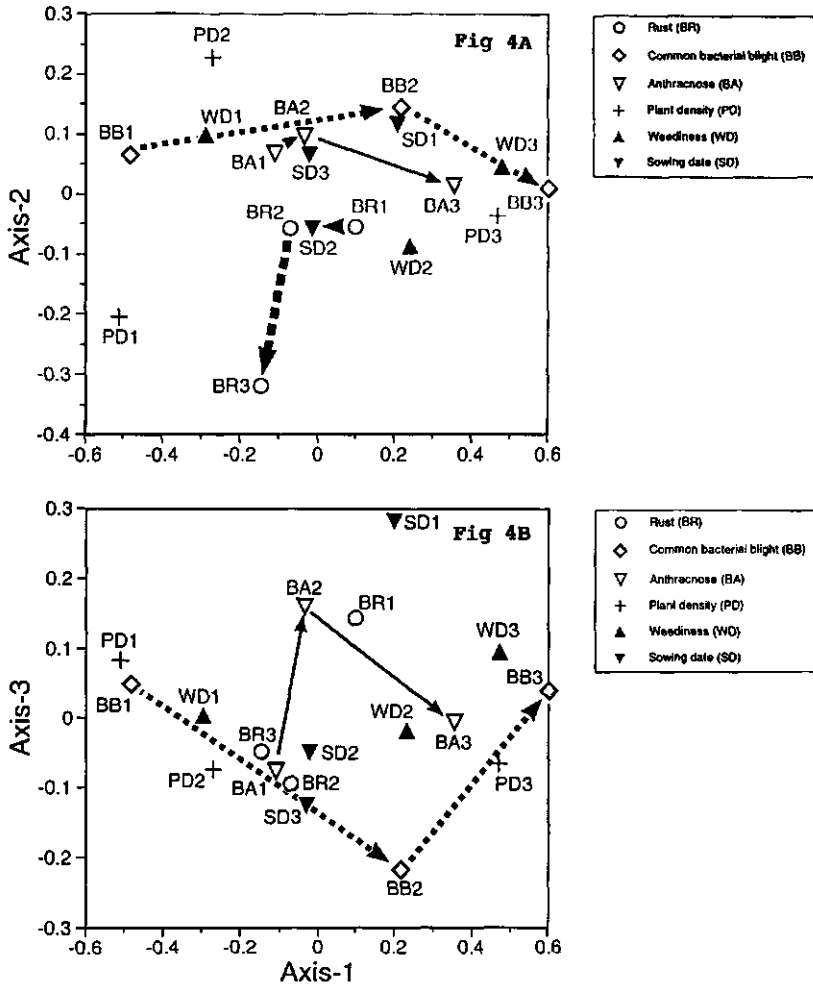 Fig 4A
0.3
0.2
0.1
0
-0.1
-0.2
-0.3
-0.4
Axis-2
PD2
BB2
BB1
WD1
BA2
SD1
WD3
BA1
SD3
BA3
BB3
BR2
BR1
SD2
PD3
WD2
PD1
BR3
-0.6
-0.4
-0.2
0
0.2
0.4
0.6
Rust (BR)
Common bacterial blight (BB)
Anthracnose (BA)
Plant density (PD)
Weediness (WD)
Sowing date (SD)
Fig 4B
0.3
0.2
0.1
0
-0.1
-0.2
-0.3
Axis-3
SD1
BA2
BR1
PD1
WD3
BB1
BB3
WD1
WD2
BR3
BA3
SD2
PD2
BA1
BR2
PD3
SD3
BB2
-0.6
-0.4
-0.2
0
0.2
0.4
0.6
Axis-1
Rust (BR)
Common bacterial blight (BB)
Anthracnose (BA)
Plant density (PD)
Weediness (WD)
Sowing date (SD)